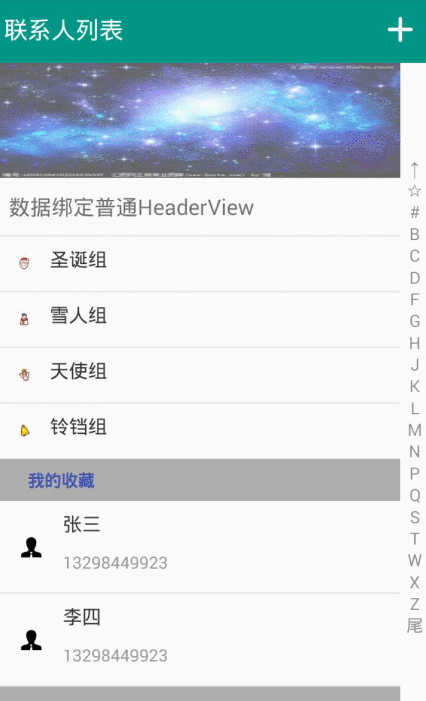 联系人列表
数据绑定普通HeaderView
圣诞组
雪人组
天使组
铃铛组
我的收藏
张三
13298449923
李四
13298449923
↑
☆
#
B
C
D
F
G
H
J
K
L
M
N
P
Q
S
T
W
X
Z
尾